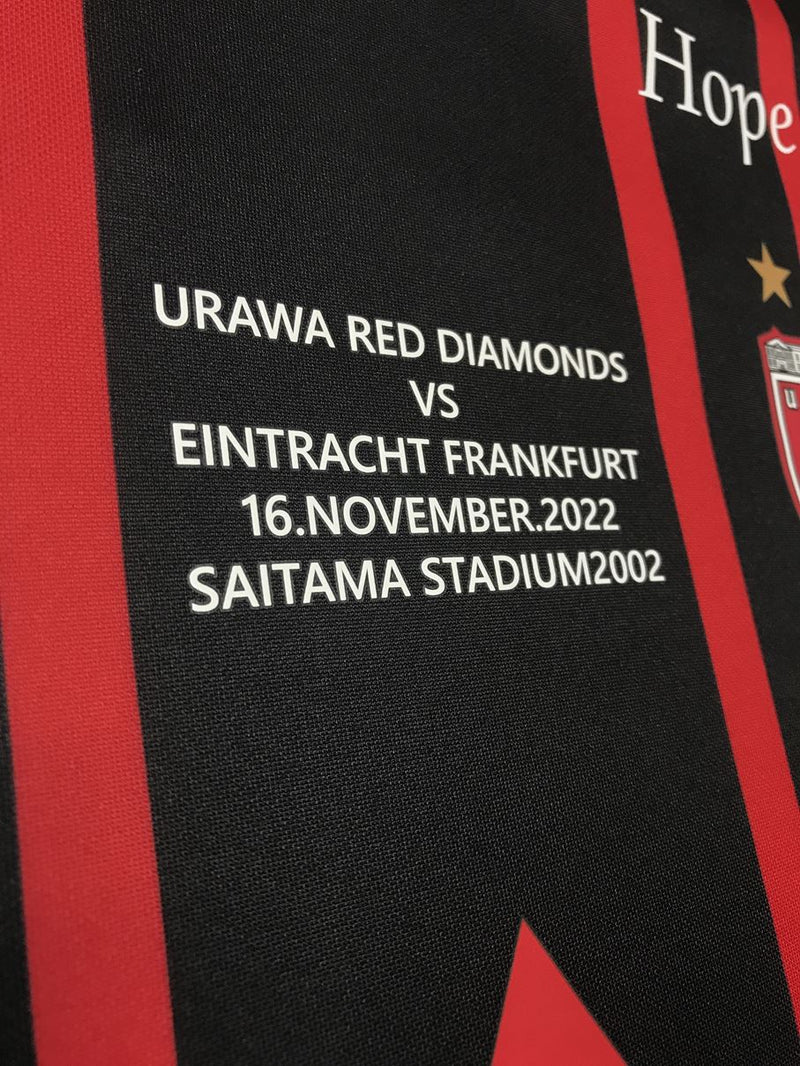 Hope
URAWA RED DIAMONDS
VS
EINTRACHT FRANKFURT
16.NOVEMBER.2022
SAITAMA STADIUM2002